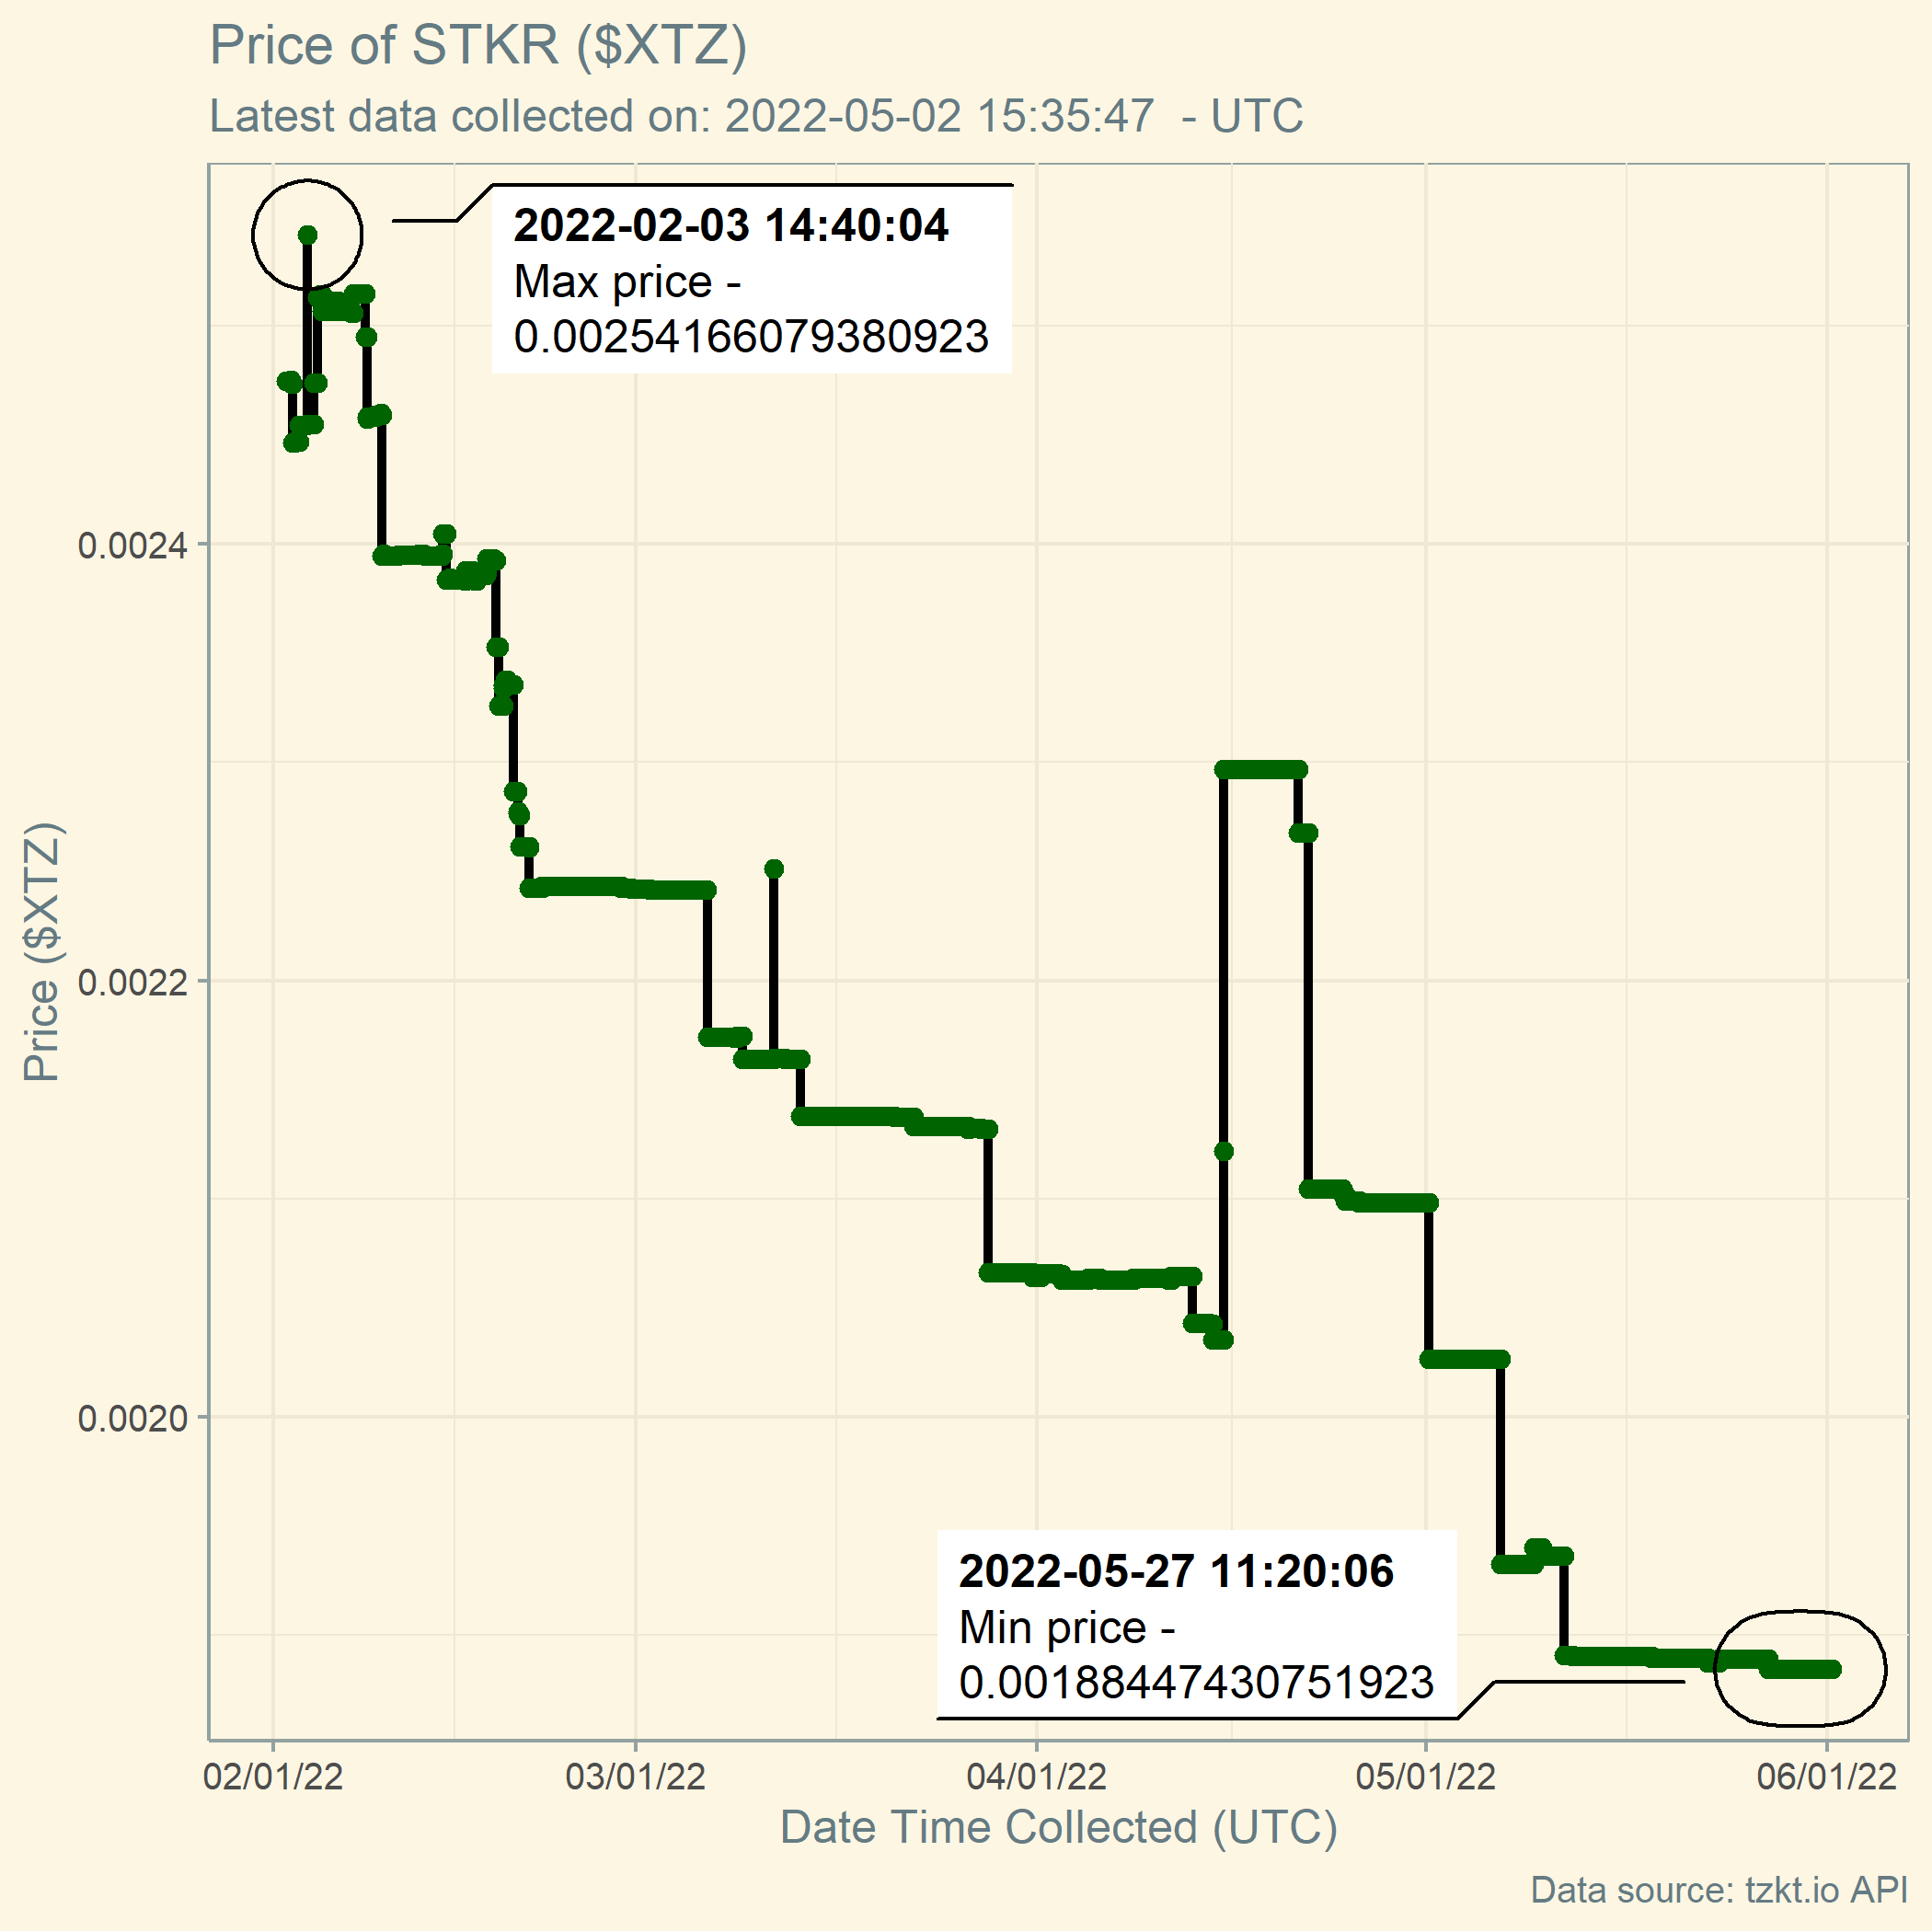 Price of STKR ($XTZ)
Latest data collected on: 2022-05-02 15:35:47  - UTC
2022-02-03 14:40:04
Max price -
0.00254166079380923
0.0024
0.0022
0.0020
Price ($XTZ)
2022-05-27 11:20:06
Min price -
0.00188447430751923
02/01/22
03/01/22
04/01/22
05/01/22
06/01/22
Date Time Collected (UTC)
Data source: tzkt.io API